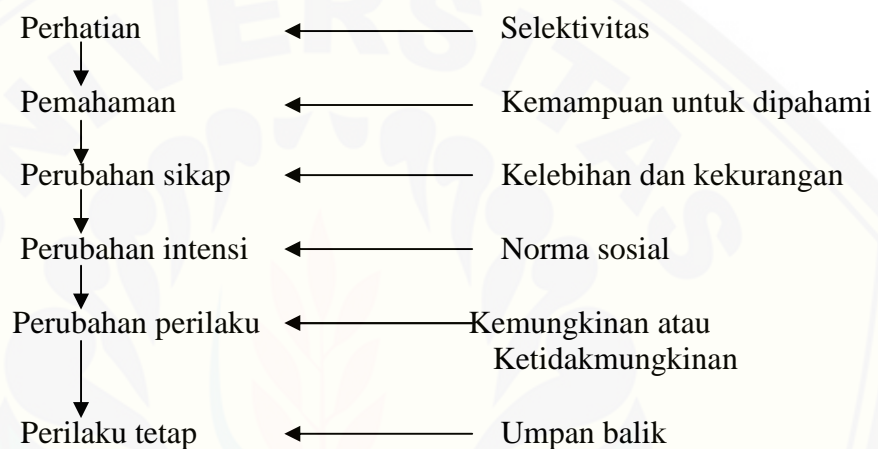 Perhatian Selektivitas
Pemahaman Kemampuan untuk dipahami
Perubahan sikap Kelebihan dan kekurangan
Perubahan intensi Norma sosial
Perubahan perilaku Kemungkinan atau
Ketidakmungkinan
Perilaku tetap Umpan balik
UNIVERSITAS